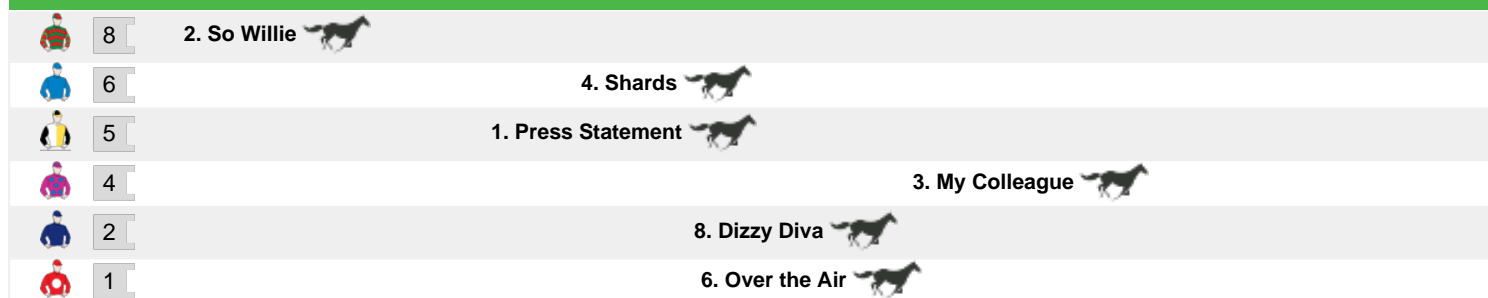 8 2. So Willie
6 4. Shards
5 1. Press Statement
4 3. My Colleague
2 8. Dizzy Diva
1 6. Over the Air